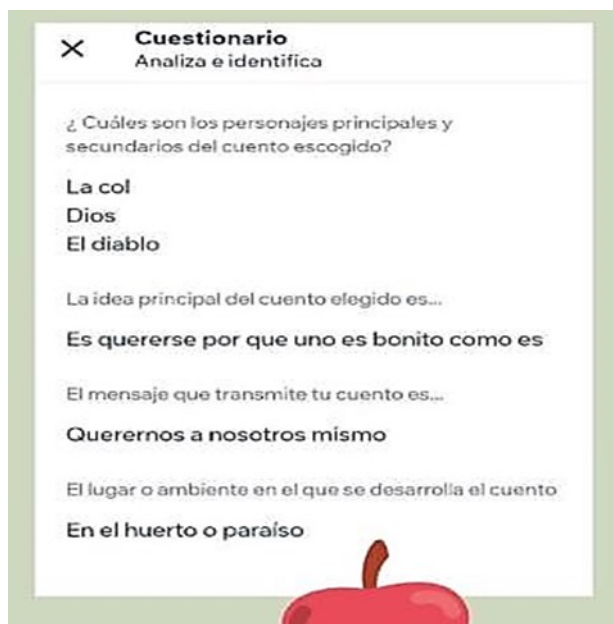 Cuestionario
Analiza e identifica
¿ Cuáles son los personajes principales y
secundarios del cuento escogido?
La col
Dios
El diablo
La idea principal del cuento elegido es...
Es quererse por que uno es bonito como es
El mensaje que transmite tu cuento es...
Querernos a nosotros mismo
El lugar o ambiente en el que se desarrolla el cuento
En el huerto o paraíso